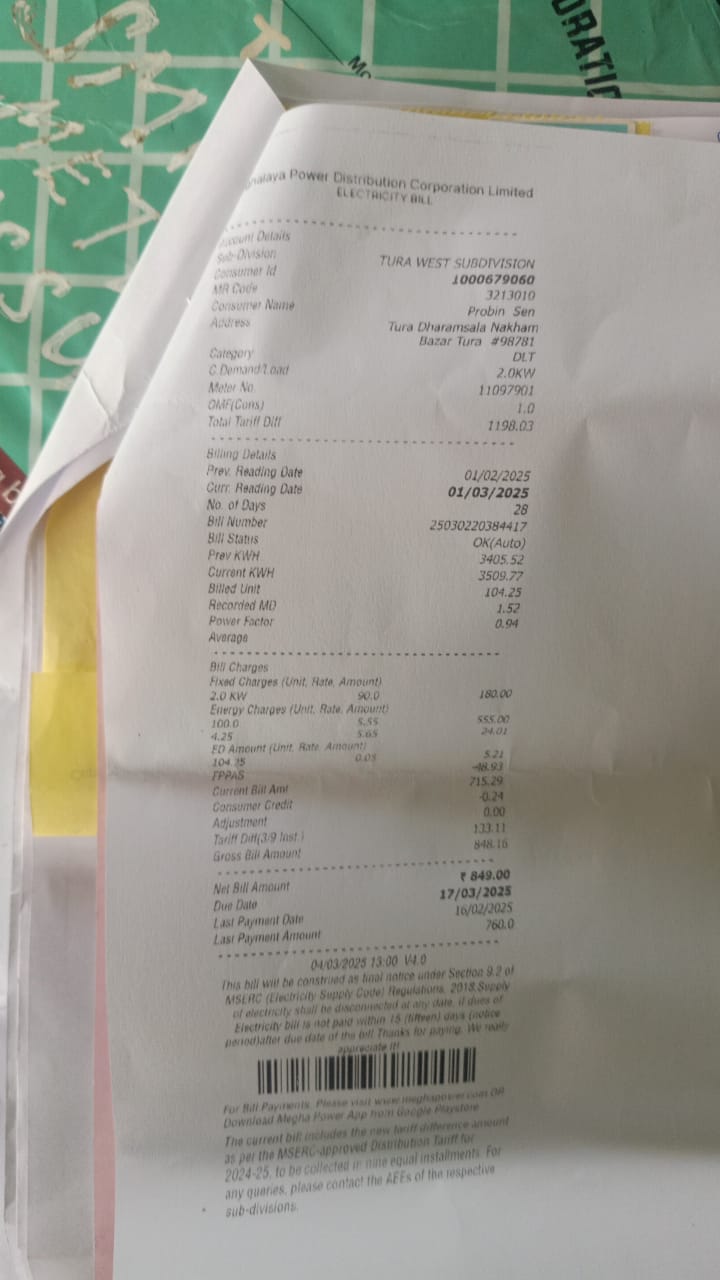 ORATIO
Mo
halaya Power Distribution Corporation Limited
ELECTRICITY BILL
Account Details
Sub-Division TURA WEST SUBDIVISION
Consumer Id 1000679060
MR Code 3213010
Consumer Name Probin Sen
Address Tura Dharamsala Nakham
Bazar Tura #98781
Category DLT
C.Demand/Load 2.0KW
Meter No. 11097901
OMF(Cons) 1.0
Total Tariff Diff 1198.03
Billing Details
Prev. Reading Date 01/02/2025
Curr. Reading Date 01/03/2025
No. of Days 28
Bill Number 25030220384417
Bill Status OK(Auto)
Prev KWH 3405.52
Current KWH 3509.77
Billed Unit 104.25
Recorded MD 1.52
Power Factor 0.94
Average
Bill Charges
Fixed Charges (Unit, Rate, Amount)
2.0 KW 90.0 180.00
Energy Charges (Unit, Rate, Amount)
100.0 5.55 555.00
4.25 5.65 24.01
ED Amount (Unit, Rate, Amount)
104.25 0.05 5.21
FPPAS -48.93
Current Bill Amt 715.29
Consumer Credit -0.24
Adjustment 0.00
Tariff Diff(3/9 Inst.) 133.11
Gross Bill Amount 848.16
Net Bill Amount ₹ 849.00
Due Date 17/03/2025
Last Payment Date 16/02/2025
Last Payment Amount 760.0
04/03/2025 13:00 V4.0
This bill will be construed as final notice under Section 9.2 of
MSERC (Electricity Supply Code) Regulations, 2018.Supply
of electricity shall be disconnected at any date, if dues of
Electricity bill is not paid within 15 (fifteen) days (notice
period)after due date of the bill.Thanks for paying. We really
appreciate it!
For Bill Payments, Please visit www.meghapower.com OR
Download Megha Power App from Google Playstore
The current bill includes the new tariff difference amount
as per the MSERC-approved Distribution Tariff for
2024-25, to be collected in nine equal installments. For
any queries, please contact the AEEs of the respective
sub-divisions.